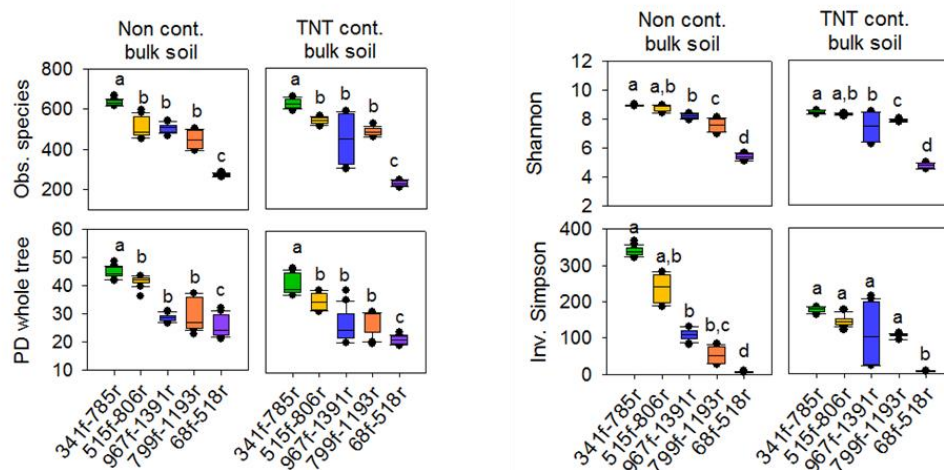 Non cont.
bulk soil
TNT cont.
bulk soil
Obs. species
800
600
400
200
a
b
b
b
c
a
b
b
b
c
PD whole tree
60
50
40
30
20
10
a
b
b
b
c
a
b
b
b
c
341f-785r
515f-806r
967f-1391r
799f-1193r
68f-518r
341f-785r
515f-806r
967f-1391r
799f-1193r
68f-518r
Non cont.
bulk soil
TNT cont.
bulk soil
Shannon
12
10
8
6
4
2
a
a,b
b
c
d
a
a,b
b
c
d
Inv. Simpson
400
300
200
100
0
a
a,b
b
b,c
d
a
a
a
a
b
341f-785r
515f-806r
967f-1391r
799f-1193r
68f-518r
341f-785r
515f-806r
967f-1391r
799f-1193r
68f-518r